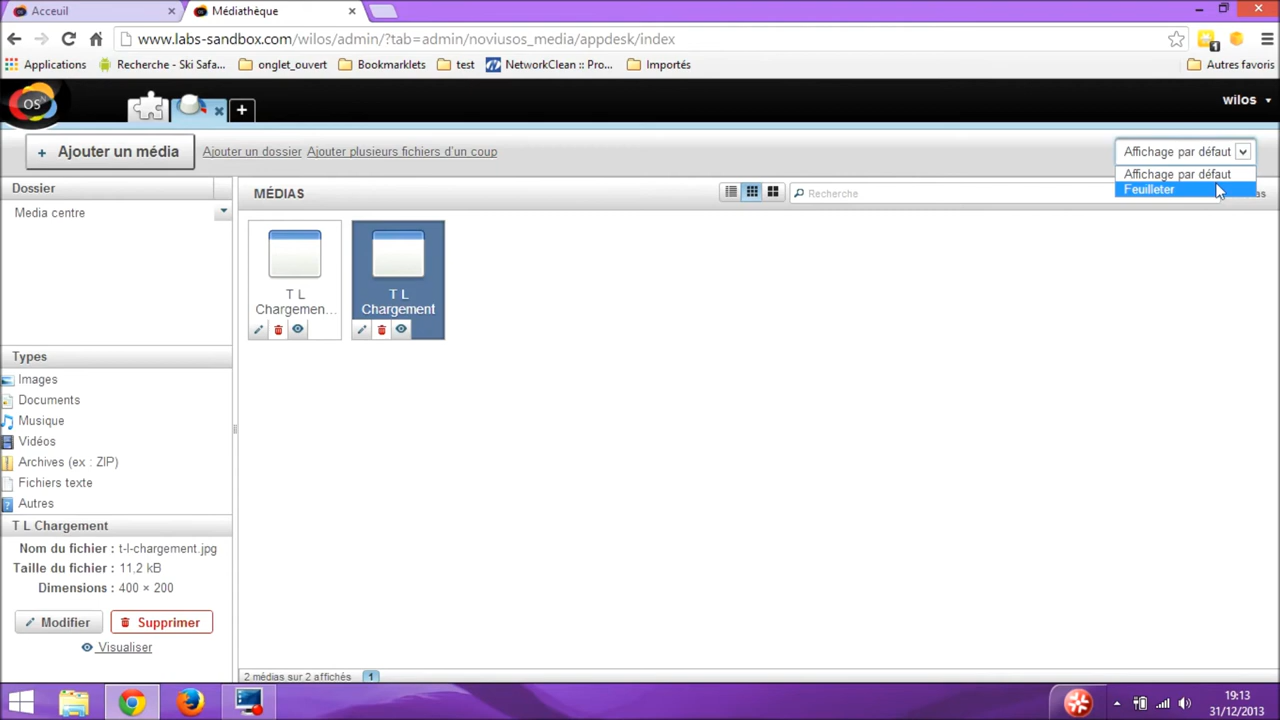 Acceuil
Médiathèque
www.labs-sandbox.com/wilos/admin/?tab=admin/noviusos_media/appdesk/index
1
Applications
Recherche - Ski Safa...
onglet_ouvert
Bookmarklets
test
NetworkClean :: Pro...
Importés
Autres favoris
OS
wilos
Ajouter un média
Ajouter un dossier
Ajouter plusieurs fichiers d'un coup
Affichage par défaut
Affichage par défaut
Feuilleter
Dossier
Media centre
MÉDIAS
Recherche
T L
Chargemen...
T L
Chargement
Types
Images
Documents
Musique
Vidéos
Archives (ex : ZIP)
Fichiers texte
Autres
T L Chargement
Nom du fichier : t-l-chargement.jpg
Taille du fichier : 11,2 kB
Dimensions : 400 × 200
Modifier
Supprimer
Visualiser
2 médias sur 2 affichés
1
19:13
31/12/2013